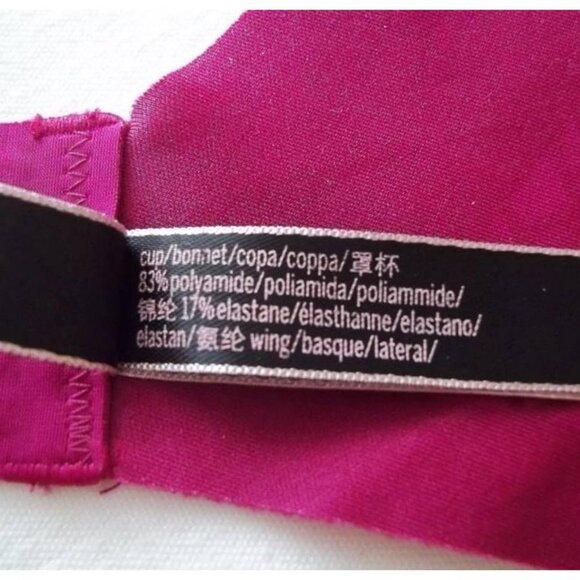 cup/bonnet/copa/coppa/罩杯
83% polyamide/poliamida/poliammide/
锦纶 17% elastane/élasthanne/elastano/
elastan/氨纶 wing/basque/lateral/